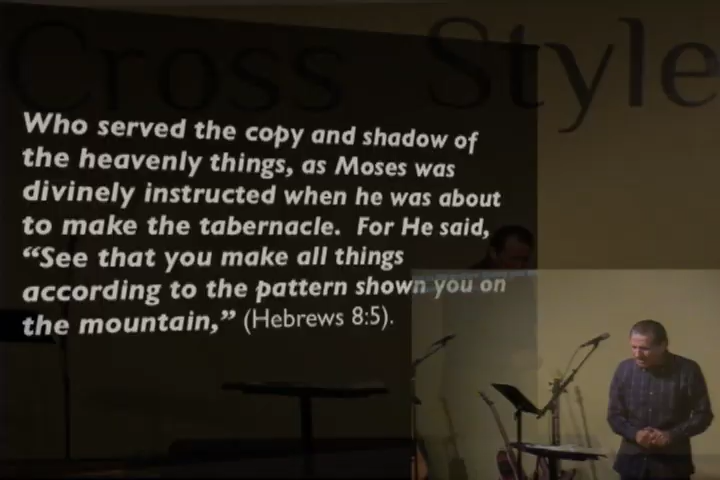 Cross Style
Who served the copy and shadow of
the heavenly things, as Moses was
divinely instructed when he was about
to make the tabernacle. For He said,
“See that you make all things
according to the pattern shown you on
the mountain,” (Hebrews 8:5).